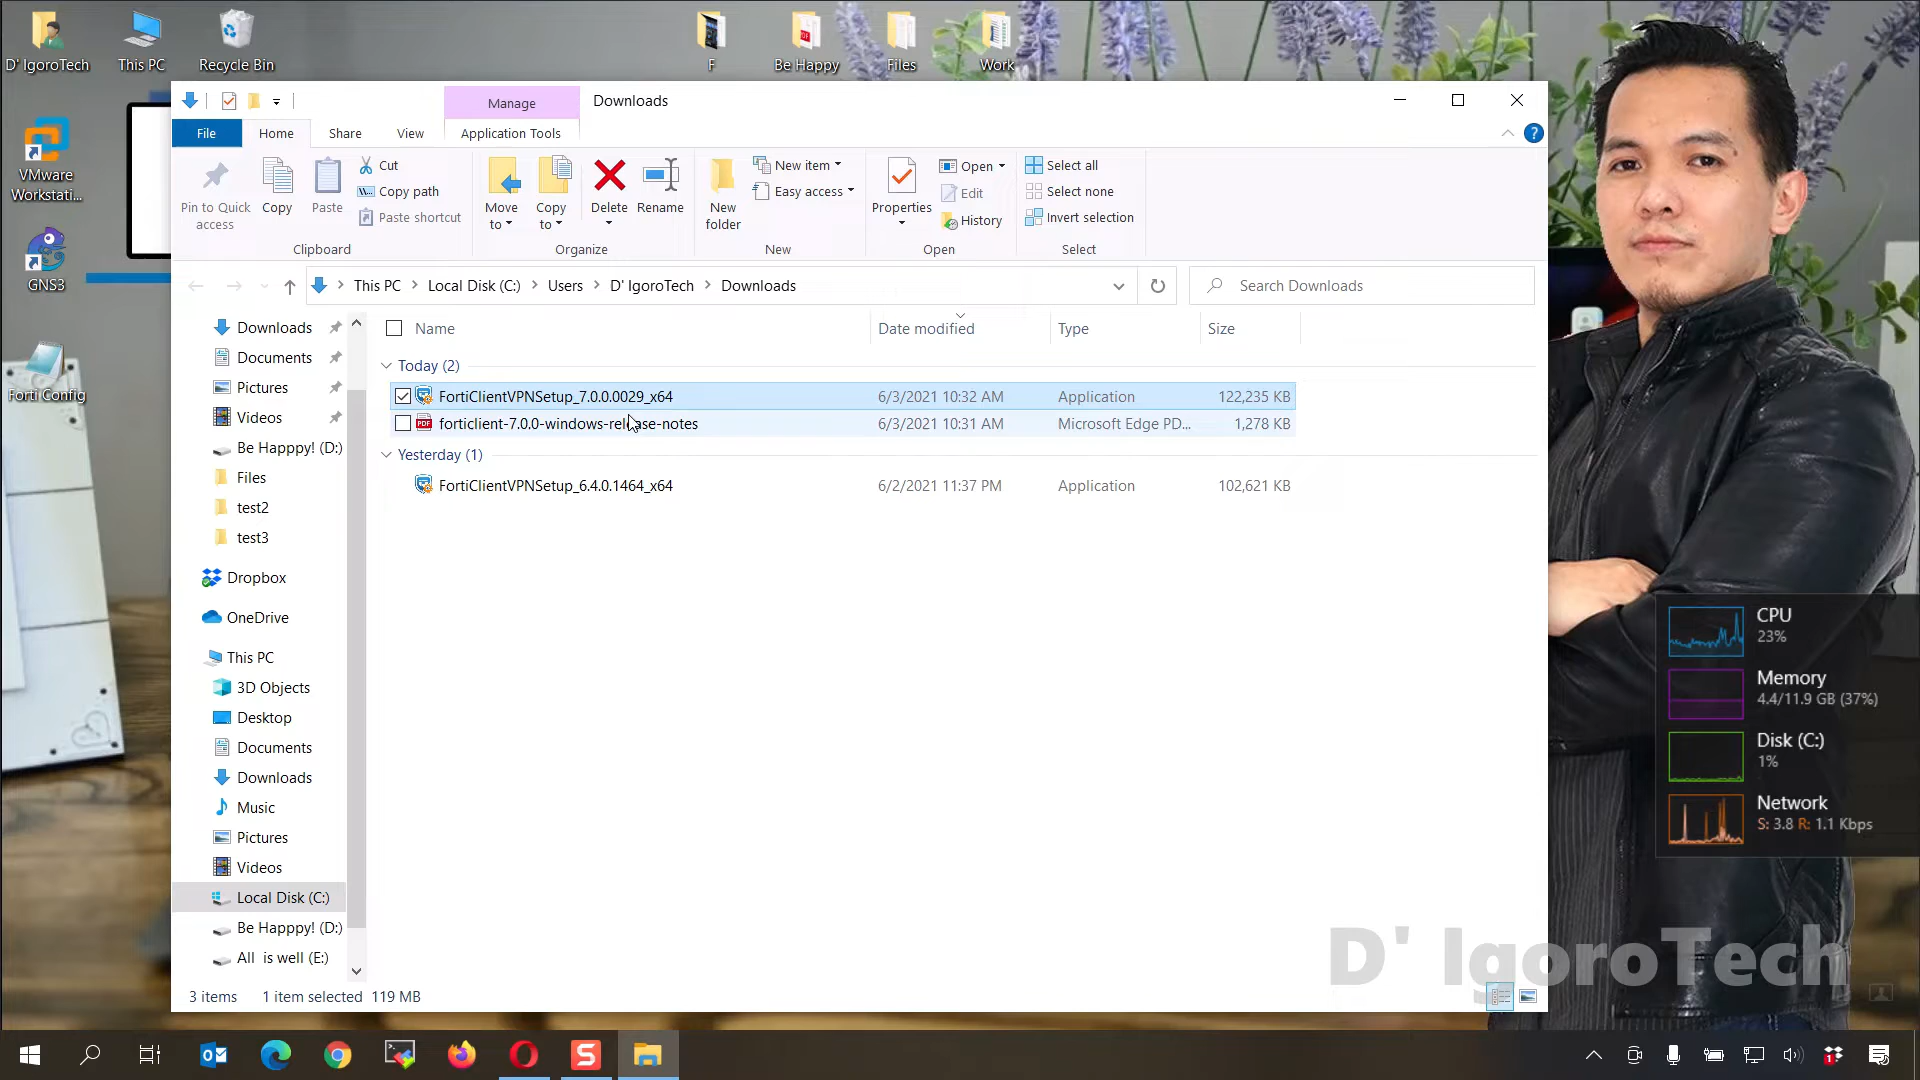 D' IgoroTech
This PC
Recycle Bin
F
Be Happy
Files
Work
VMware
Workstati...
GNS3
Forti Config
Manage
Downloads
File
Home
Share
View
Application Tools
?
Pin to Quick
access
Copy
Paste
Cut
Copy path
Paste shortcut
Clipboard
Move
to
Copy
to
Delete
Rename
Organize
New
folder
New item
Easy access
New
Properties
Open
Edit
History
Open
Select all
Select none
Invert selection
Select
This PC > Local Disk (C:) > Users > D' IgoroTech > Downloads
Search Downloads
Downloads
Documents
Pictures
Videos
Be Happpy! (D:)
Files
test2
test3
Dropbox
OneDrive
This PC
3D Objects
Desktop
Documents
Downloads
Music
Pictures
Videos
Local Disk (C:)
Be Happpy! (D:)
All is well (E:)
Name Date modified Type Size
Today (2)
FortiClientVPNSetup_7.0.0.0029_x64 6/3/2021 10:32 AM Application 122,235 KB
PDF forticlient-7.0.0-windows-release-notes 6/3/2021 10:31 AM Microsoft Edge PD... 1,278 KB
Yesterday (1)
FortiClientVPNSetup_6.4.0.1464_x64 6/2/2021 11:37 PM Application 102,621 KB
3 items 1 item selected 119 MB
CPU
23%
Memory
4.4/11.9 GB (37%)
Disk (C:)
1%
Network
S: 3.8 R: 1.1 Kbps
D' IgoroTech